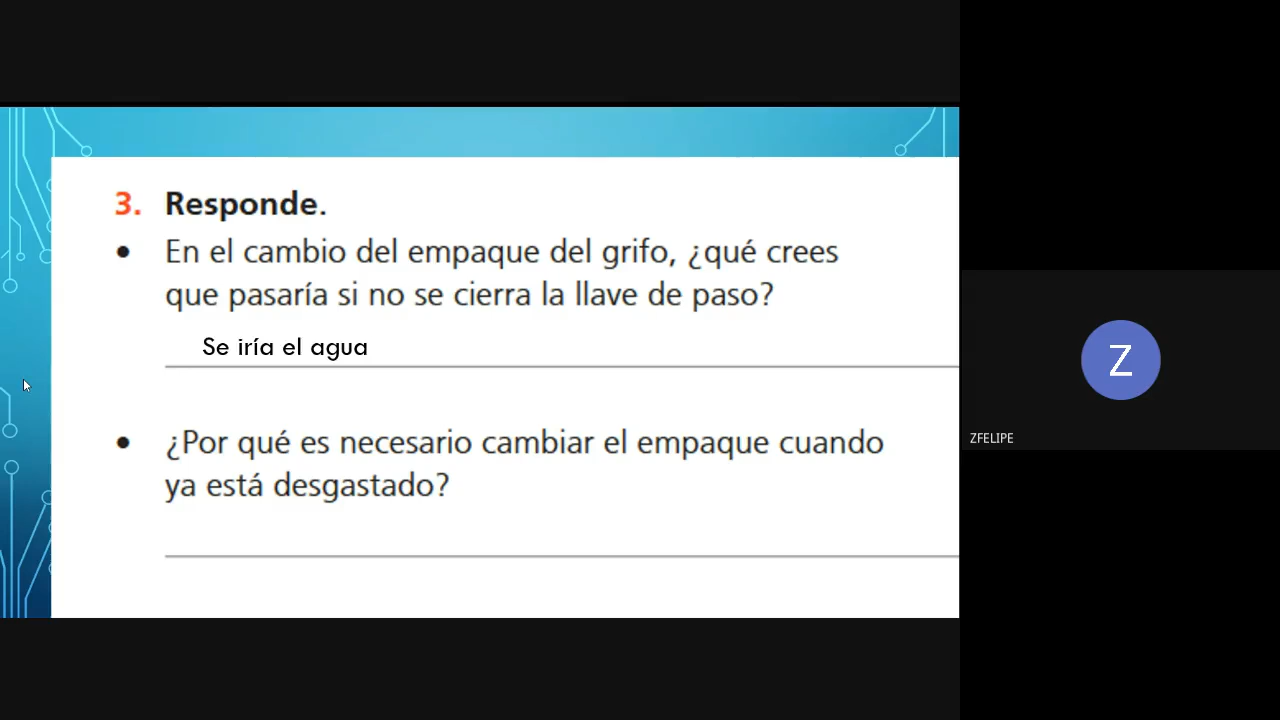 3. Responde.
• En el cambio del empaque del grifo, ¿qué crees
que pasaría si no se cierra la llave de paso?
Se iría el agua
• ¿Por qué es necesario cambiar el empaque cuando
ya está desgastado?
Z
ZFELIPE